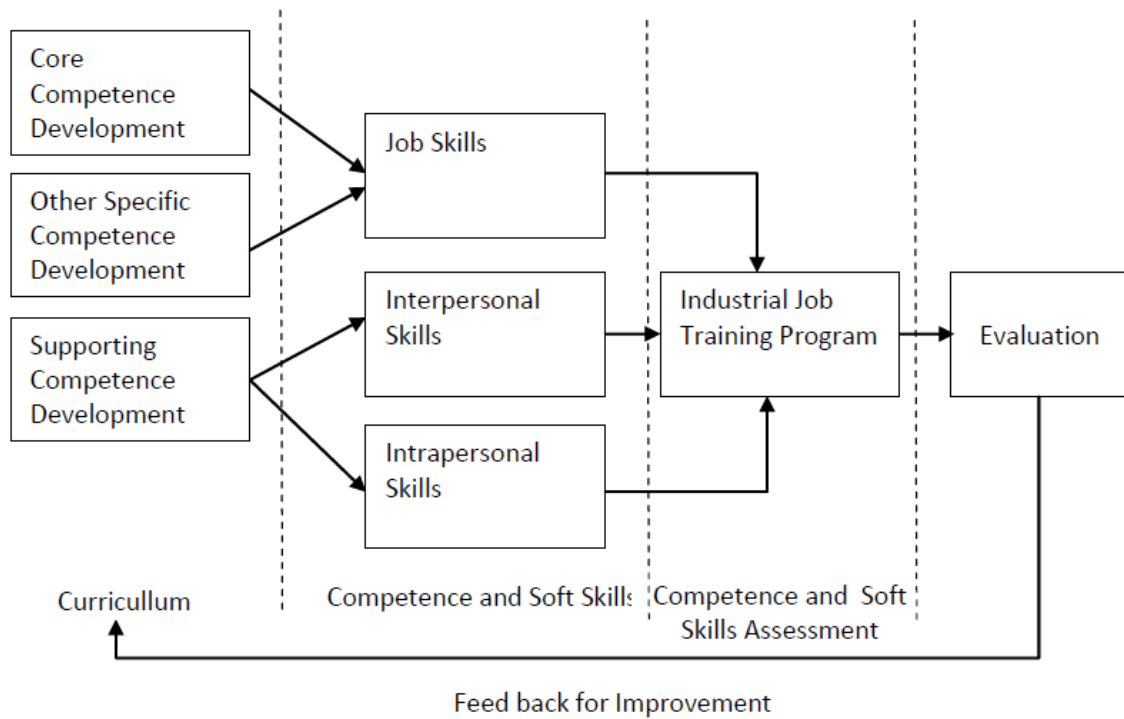 Core
Competence
Development
Other Specific
Competence
Development
Supporting
Competence
Development
Curricullum
Job Skills
Interpersonal
Skills
Intrapersonal
Skills
Competence and Soft Skills
Industrial Job
Training Program
Competence and  Soft
Skills Assessment
Evaluation
Feed back for Improvement